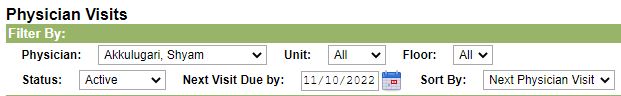 Physician Visits
Filter By:
Physician: Akkulugari, Shyam Unit: All Floor: All
Status: Active Next Visit Due by: 11/10/2022 Sort By: Next Physician Visit